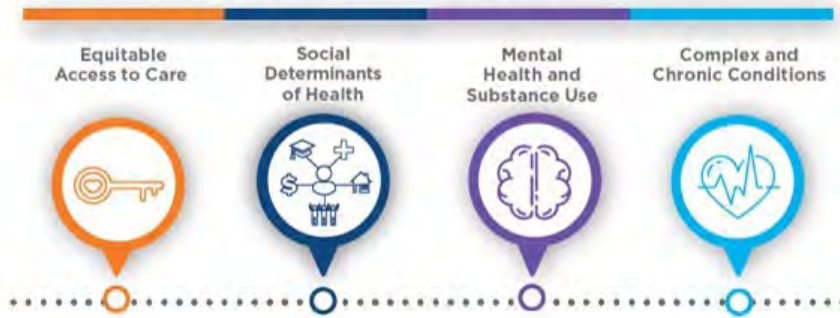 Equitable
Access to Care
Social
Determinants
of Health
Mental
Health and
Substance Use
Complex and
Chronic Conditions
$